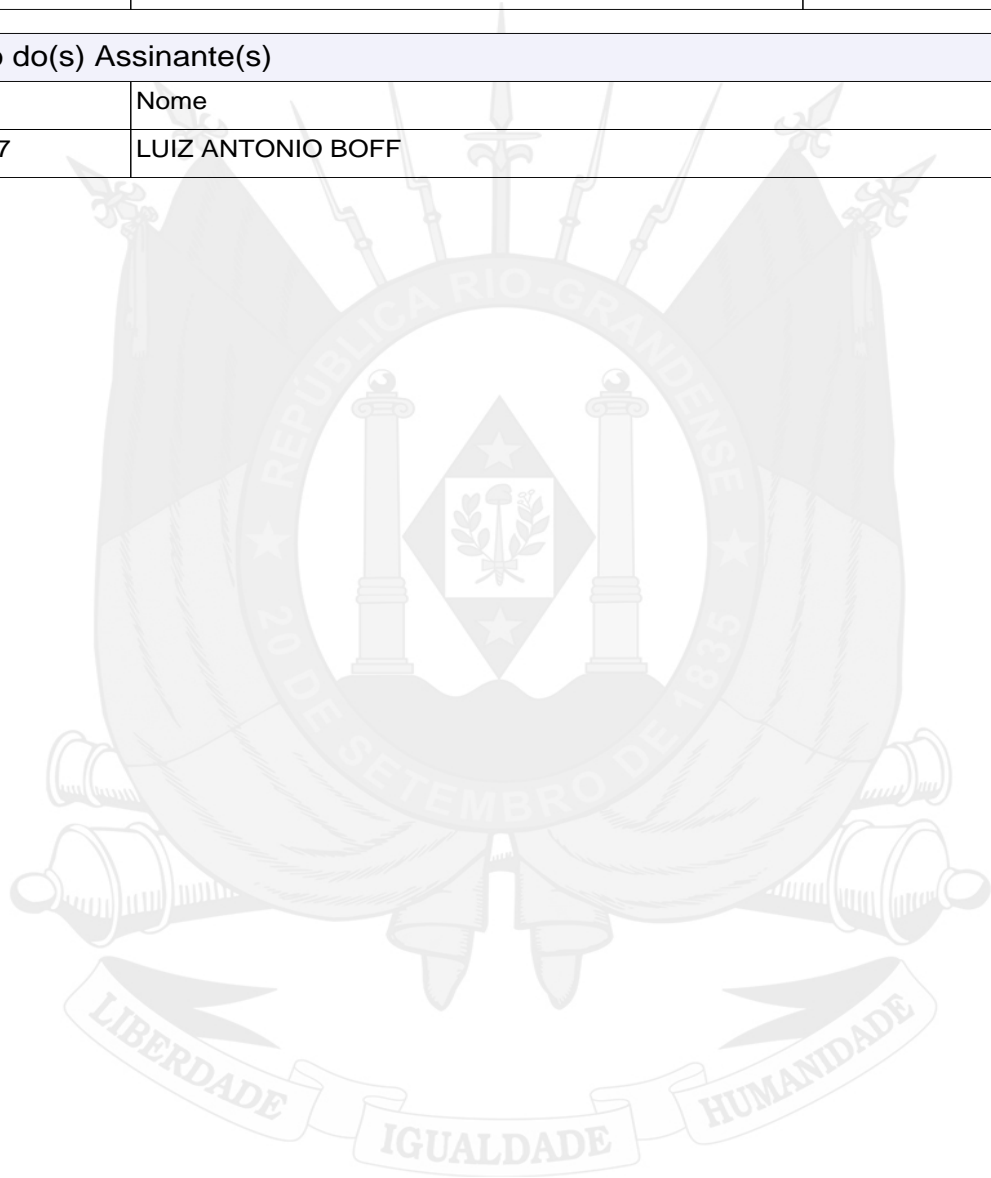 o do(s) Assinante(s)
Nome
7
LUIZ ANTONIO BOFF
REPÚBLICA RIO-GRANDENSE
20 DE SETEMBRO DE 1835
LIBERDADE
IGUALDADE
HUMANIDADE